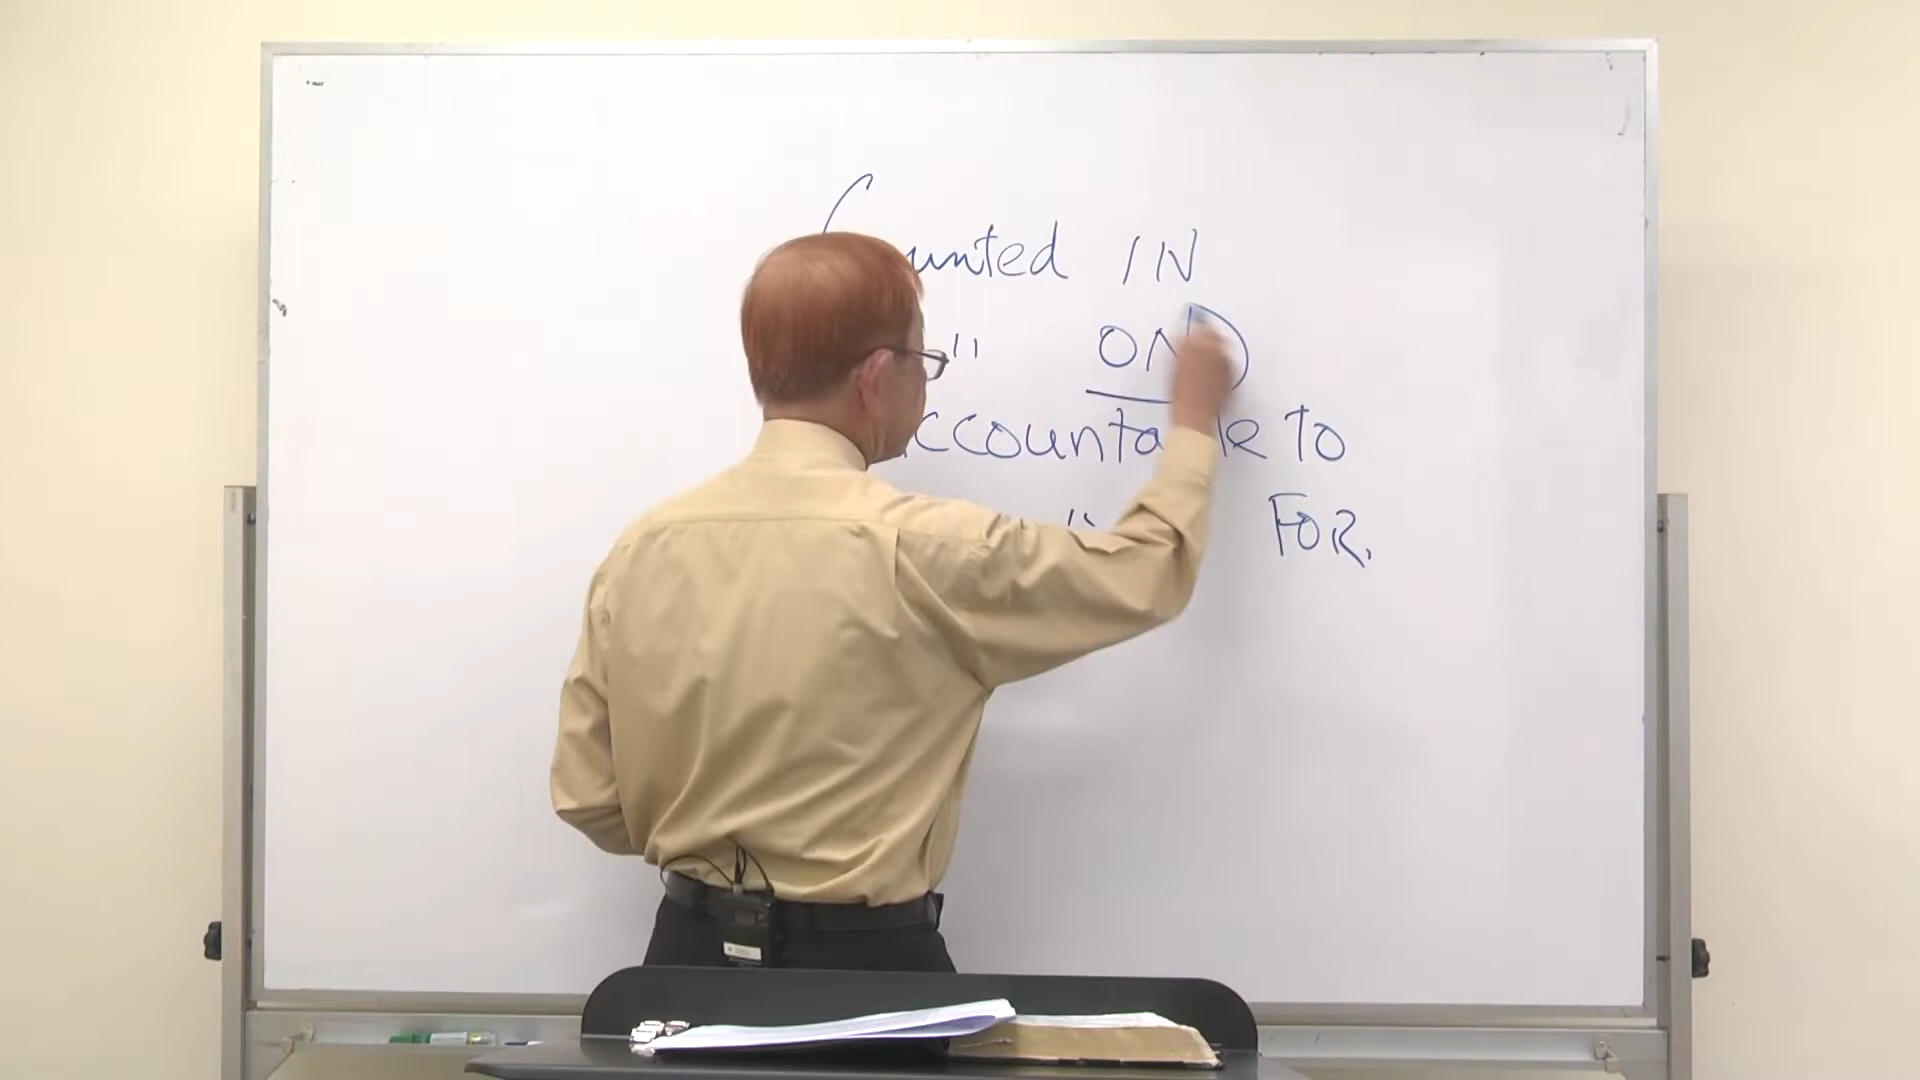 Counted IN
" ON
Accountable to
" FOR.